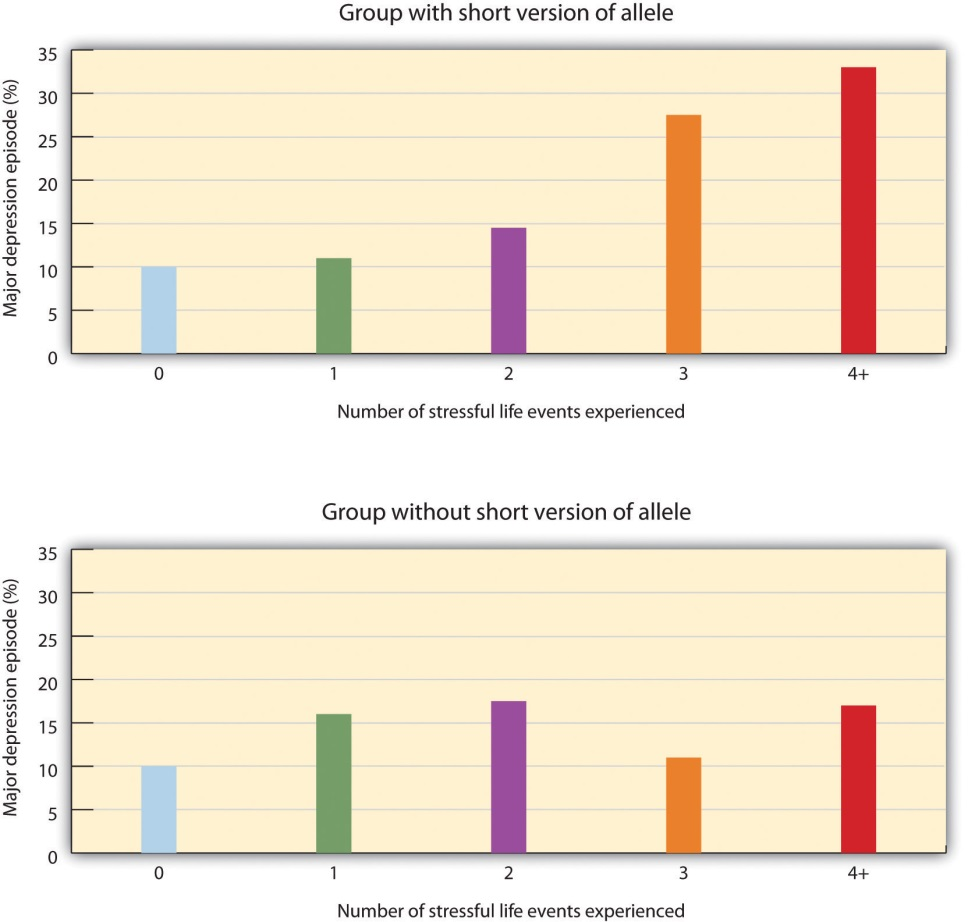 Group with short version of allele
Major depression episode (%)
35
30
25
20
15
10
5
0
0 1 2 3 4+
Number of stressful life events experienced
Group without short version of allele
Major depression episode (%)
35
30
25
20
15
10
5
0
0 1 2 3 4+
Number of stressful life events experienced